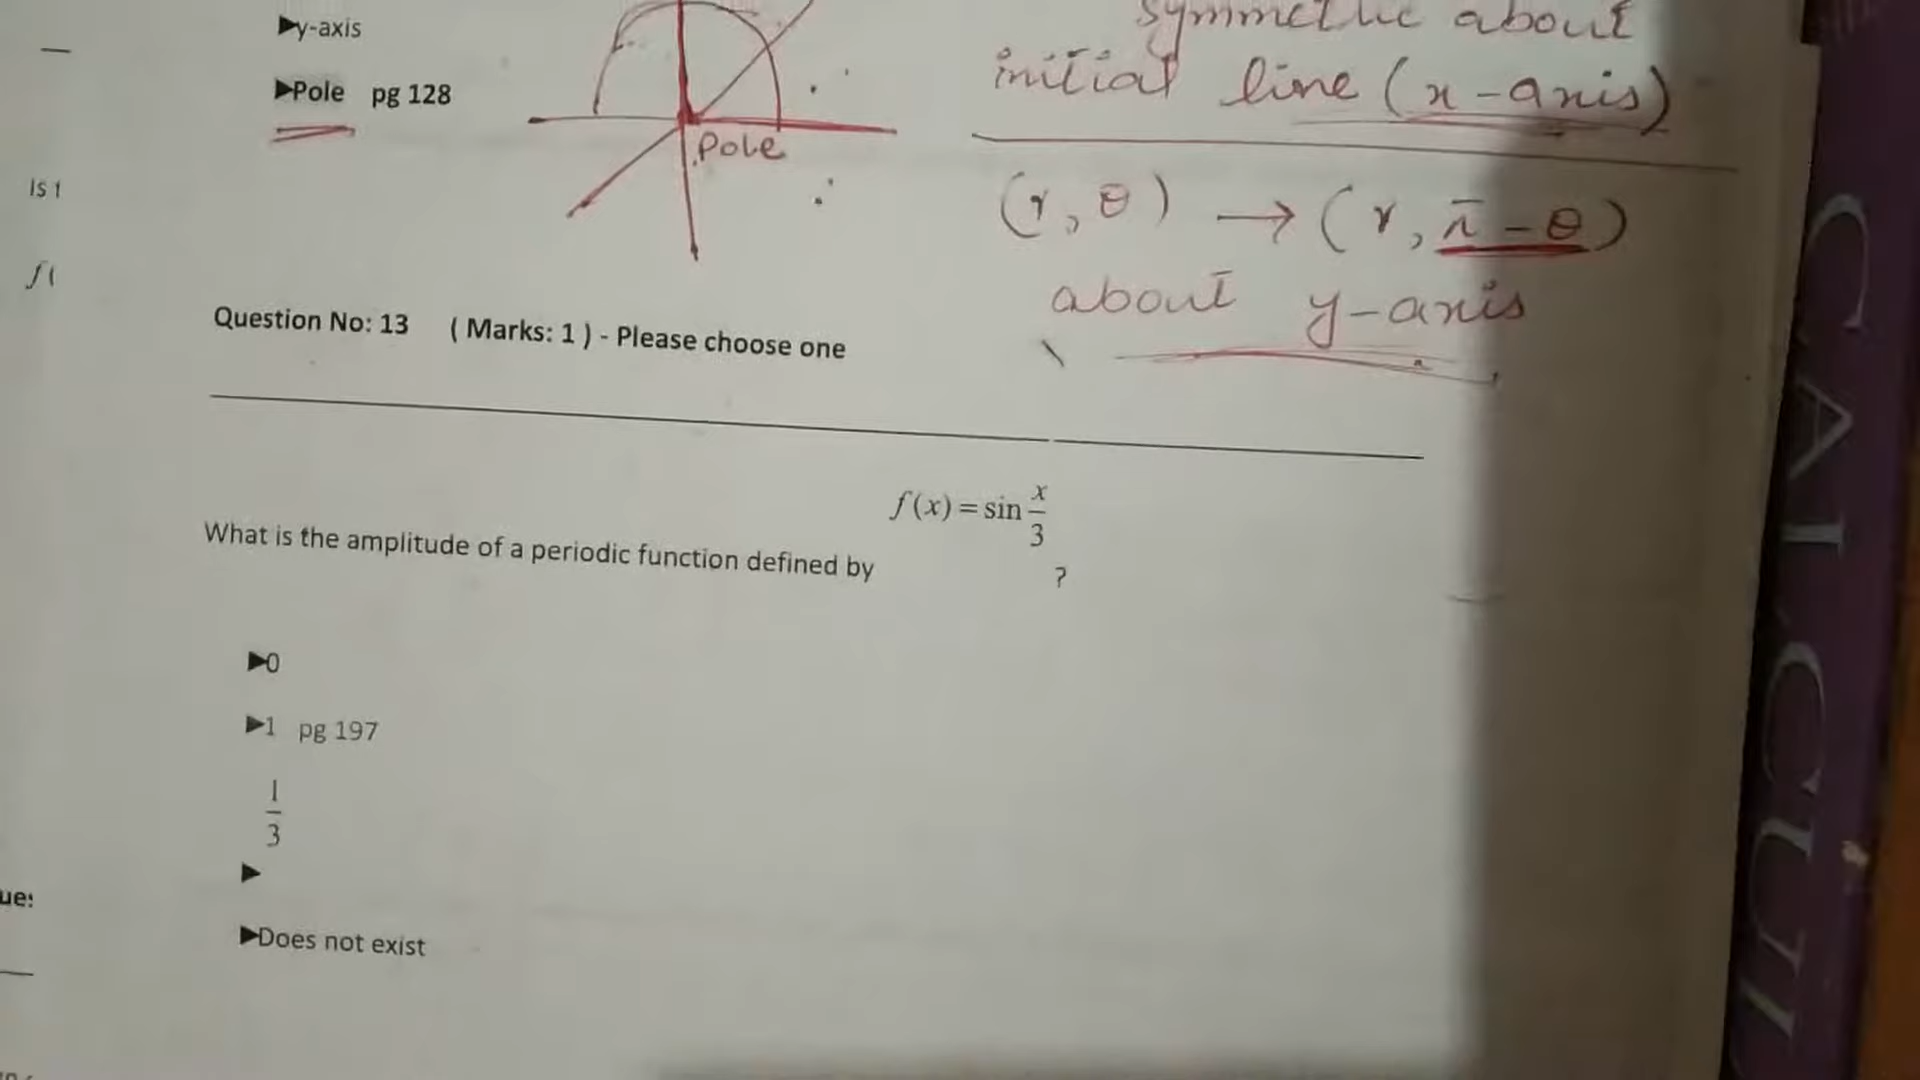 ▶y-axis
▶Pole pg 128
Pole
symmetric about
initial line (x-axis)
(r, θ) → (r, π - θ)
about y-axis
Is
f(
Question No: 13 ( Marks: 1 ) - Please choose one
f(x) = sin x/3
What is the amplitude of a periodic function defined by ?
▶0
▶1 pg 197
1/3
▶
ue:
▶Does not exist
CALCU